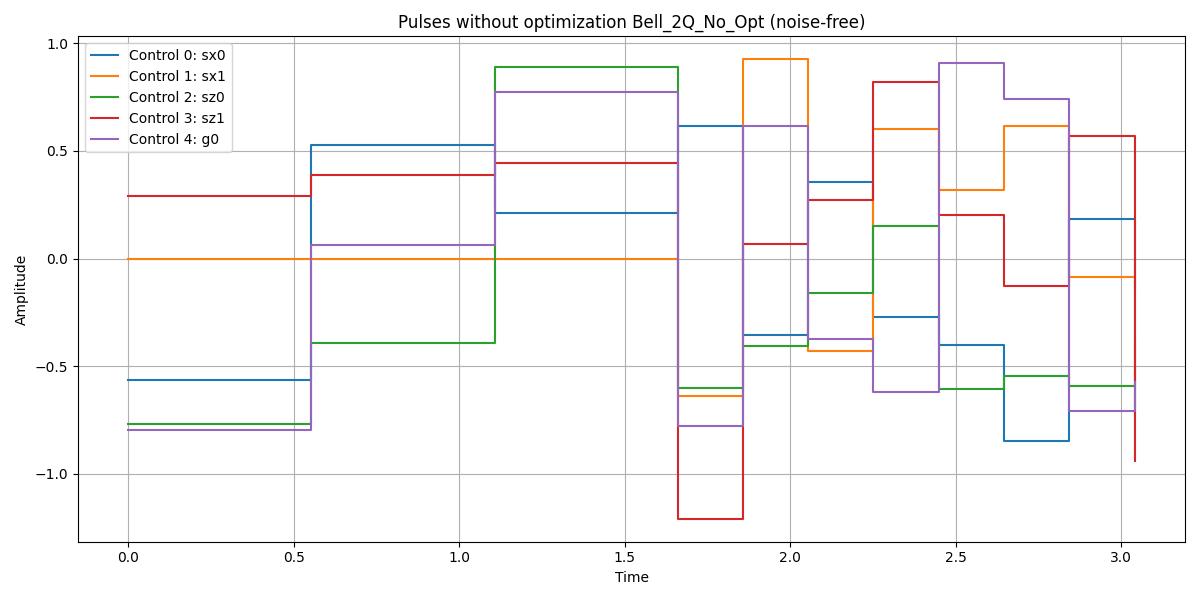 Pulses without optimization Bell_2Q_No_Opt (noise-free)
Control 0: sx0
Control 1: sx1
Control 2: sz0
Control 3: sz1
Control 4: g0
Amplitude
1.0
0.5
0.0
−0.5
−1.0
0.0 0.5 1.0 1.5 2.0 2.5 3.0
Time